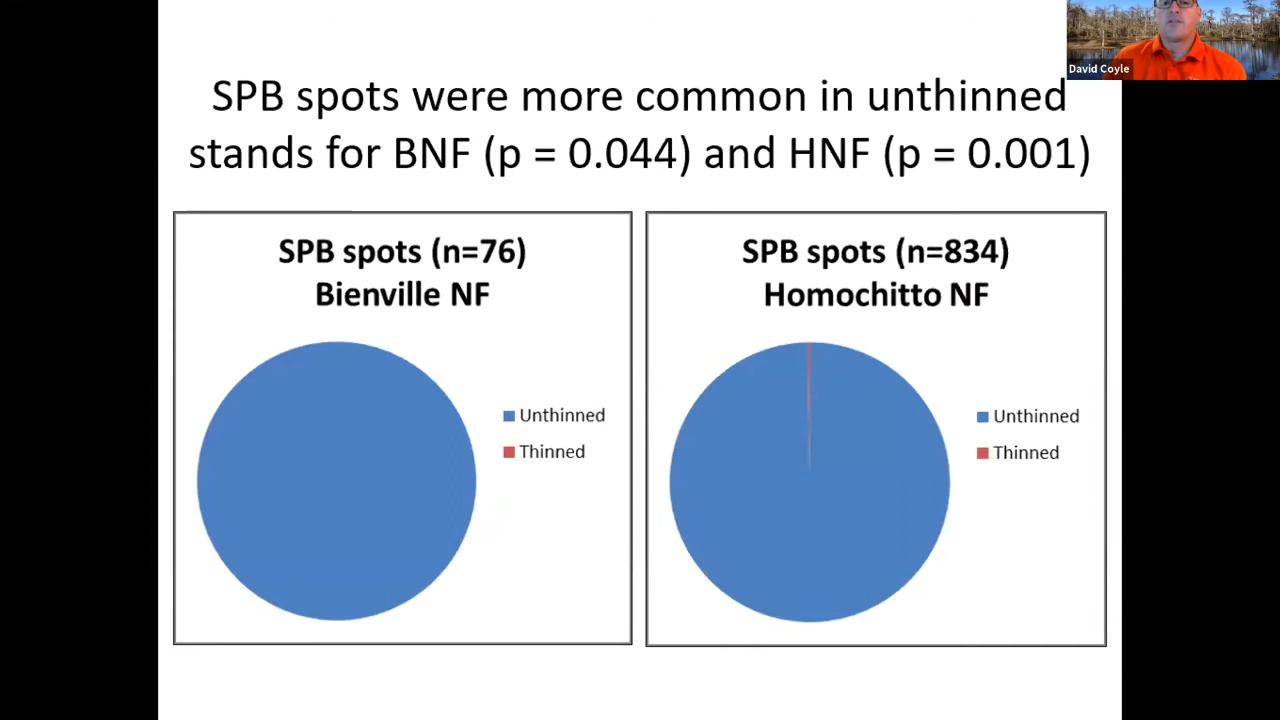 David Coyle
SPB spots were more common in unthinned
stands for BNF (p = 0.044) and HNF (p = 0.001)
SPB spots (n=76)
Bienville NF
Unthinned
Thinned
SPB spots (n=834)
Homochitto NF
Unthinned
Thinned